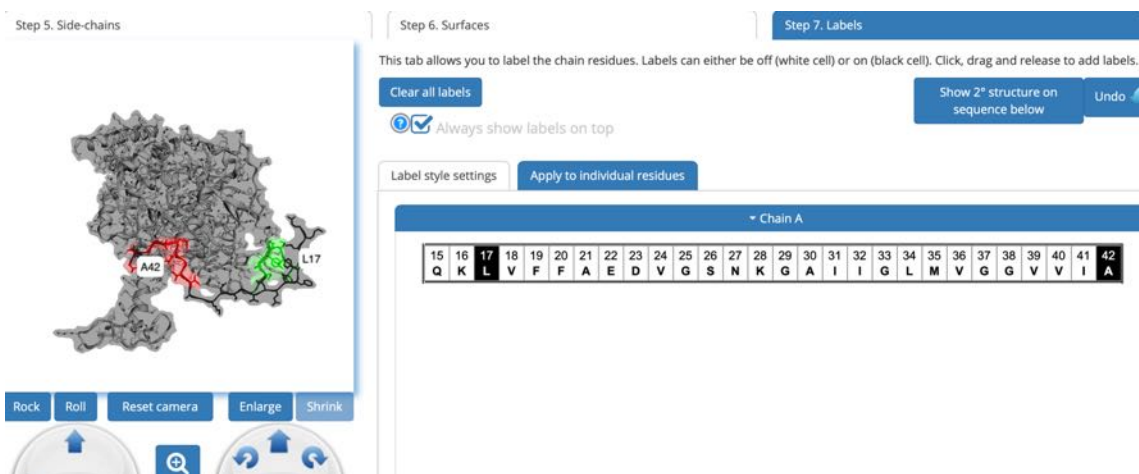 Step 5. Side-chains
Step 6. Surfaces
Step 7. Labels
This tab allows you to label the chain residues. Labels can either be off (white cell) or on (black cell). Click, drag and release to add labels.
Clear all labels
Show 2° structure on
sequence below
Undo
? Always show labels on top
Label style settings
Apply to individual residues
Chain A
15 16 17 18 19 20 21 22 23 24 25 26 27 28 29 30 31 32 33 34 35 36 37 38 39 40 41 42
Q K L V F F A E D V G S N K G A I I G L M V G G V V I A
L17
A42
Rock
Roll
Reset camera
Enlarge
Shrink